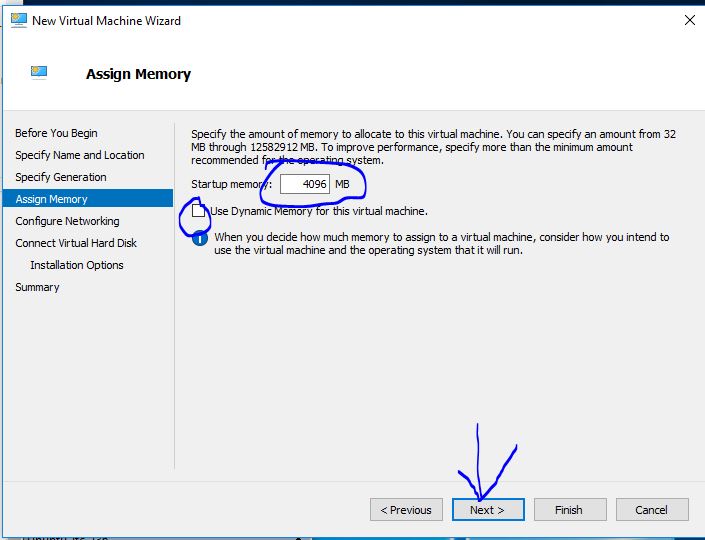 New Virtual Machine Wizard
Assign Memory
Before You Begin
Specify Name and Location
Specify Generation
Assign Memory
Configure Networking
Connect Virtual Hard Disk
Installation Options
Summary
Specify the amount of memory to allocate to this virtual machine. You can specify an amount from 32
MB through 12582912 MB. To improve performance, specify more than the minimum amount
recommended for the operating system.
Startup memory: 4096 MB
Use Dynamic Memory for this virtual machine.
When you decide how much memory to assign to a virtual machine, consider how you intend to
use the virtual machine and the operating system that it will run.
< Previous Next > Finish Cancel